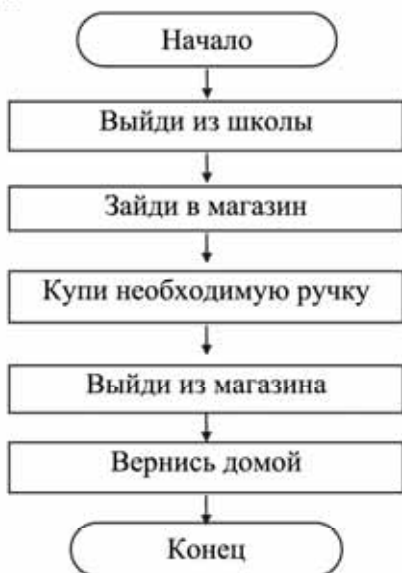 Начало
Выйди из школы
Зайди в магазин
Купи необходимую ручку
Выйди из магазина
Вернись домой
Конец